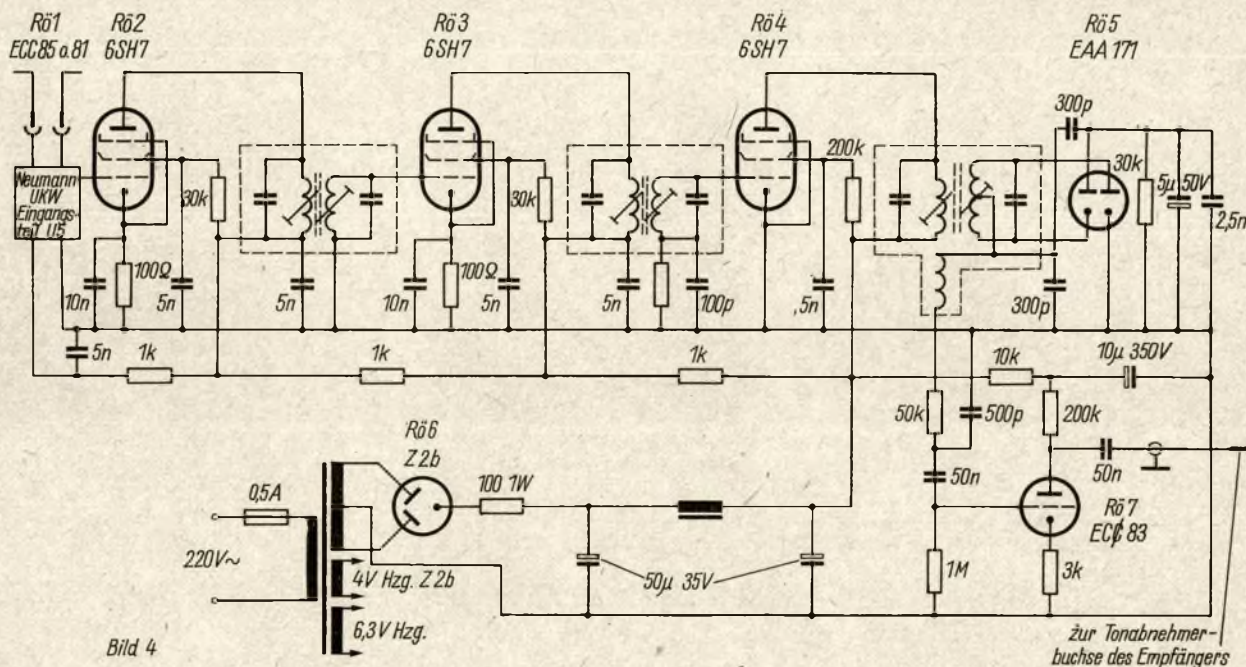 Rö1
ECC85 o.81
Rö2
6SH7
Rö3
6SH7
Rö4
6SH7
Rö5
EAA 171
Neumann-
UKW
Eingangs-
teil U5
30k
30k
200k
300p
30k
5µ 50V
2,5n
10n
100Ω
5n
5n
10n
100Ω
5n
5n
100p
,5n
300p
5n
1k
1k
1k
10k
10µ 350V
50k
500p
200k
50n
50n
Rö6
Z 2b
100 1W
0,5A
220V~
4V Hzg. Z 2b
6,3V Hzg.
50µ 35V
1M
3k
Rö7
ECC 83
zur Tonabnehmer-
buchse des Empfängers
Bild 4